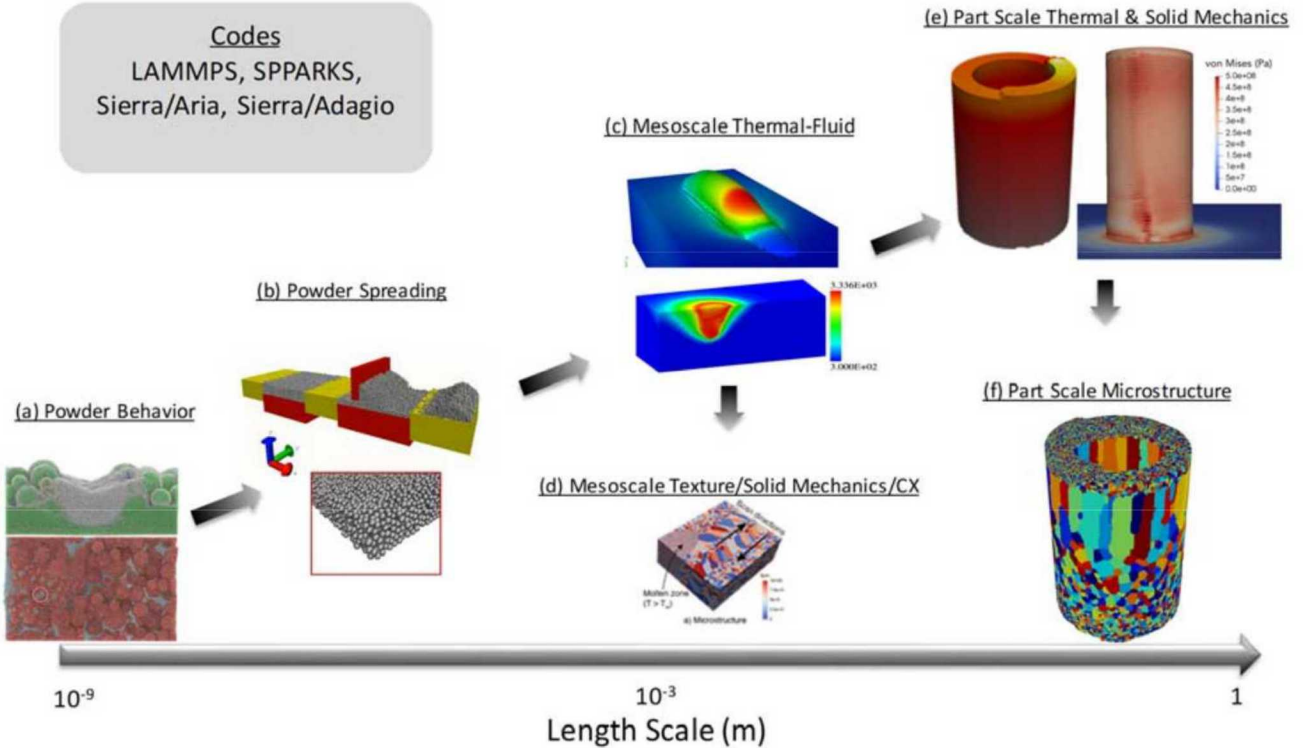 Codes
LAMMPS, SPPARKS,
Sierra/Aria, Sierra/Adagio
(e) Part Scale Thermal & Solid Mechanics
von Mises (Pa)
5.0e+08
4.5e+8
4e+8
3.5e+8
3e+8
2.5e+8
2e+8
1.5e+8
1e+8
5e+7
0.0e+00
(c) Mesoscale Thermal-Fluid
3.336E+03
3.000E+02
(b) Powder Spreading
(a) Powder Behavior
(d) Mesoscale Texture/Solid Mechanics/CX
Scan directions
Molten zone
(T > Tm)
a) Microstructure
(f) Part Scale Microstructure
10-9
10-3
1
Length Scale (m)